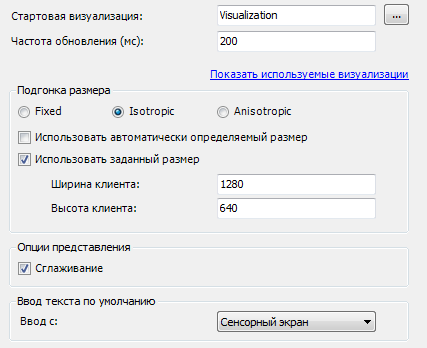 Стартовая визуализация: Visualization ...
Частота обновления (мс): 200
Показать используемые визуализации
Подгонка размера
Fixed Isotropic Anisotropic
Использовать автоматически определяемый размер
Использовать заданный размер
Ширина клиента: 1280
Высота клиента: 640
Опции представления
Сглаживание
Ввод текста по умолчанию
Ввод с: Сенсорный экран